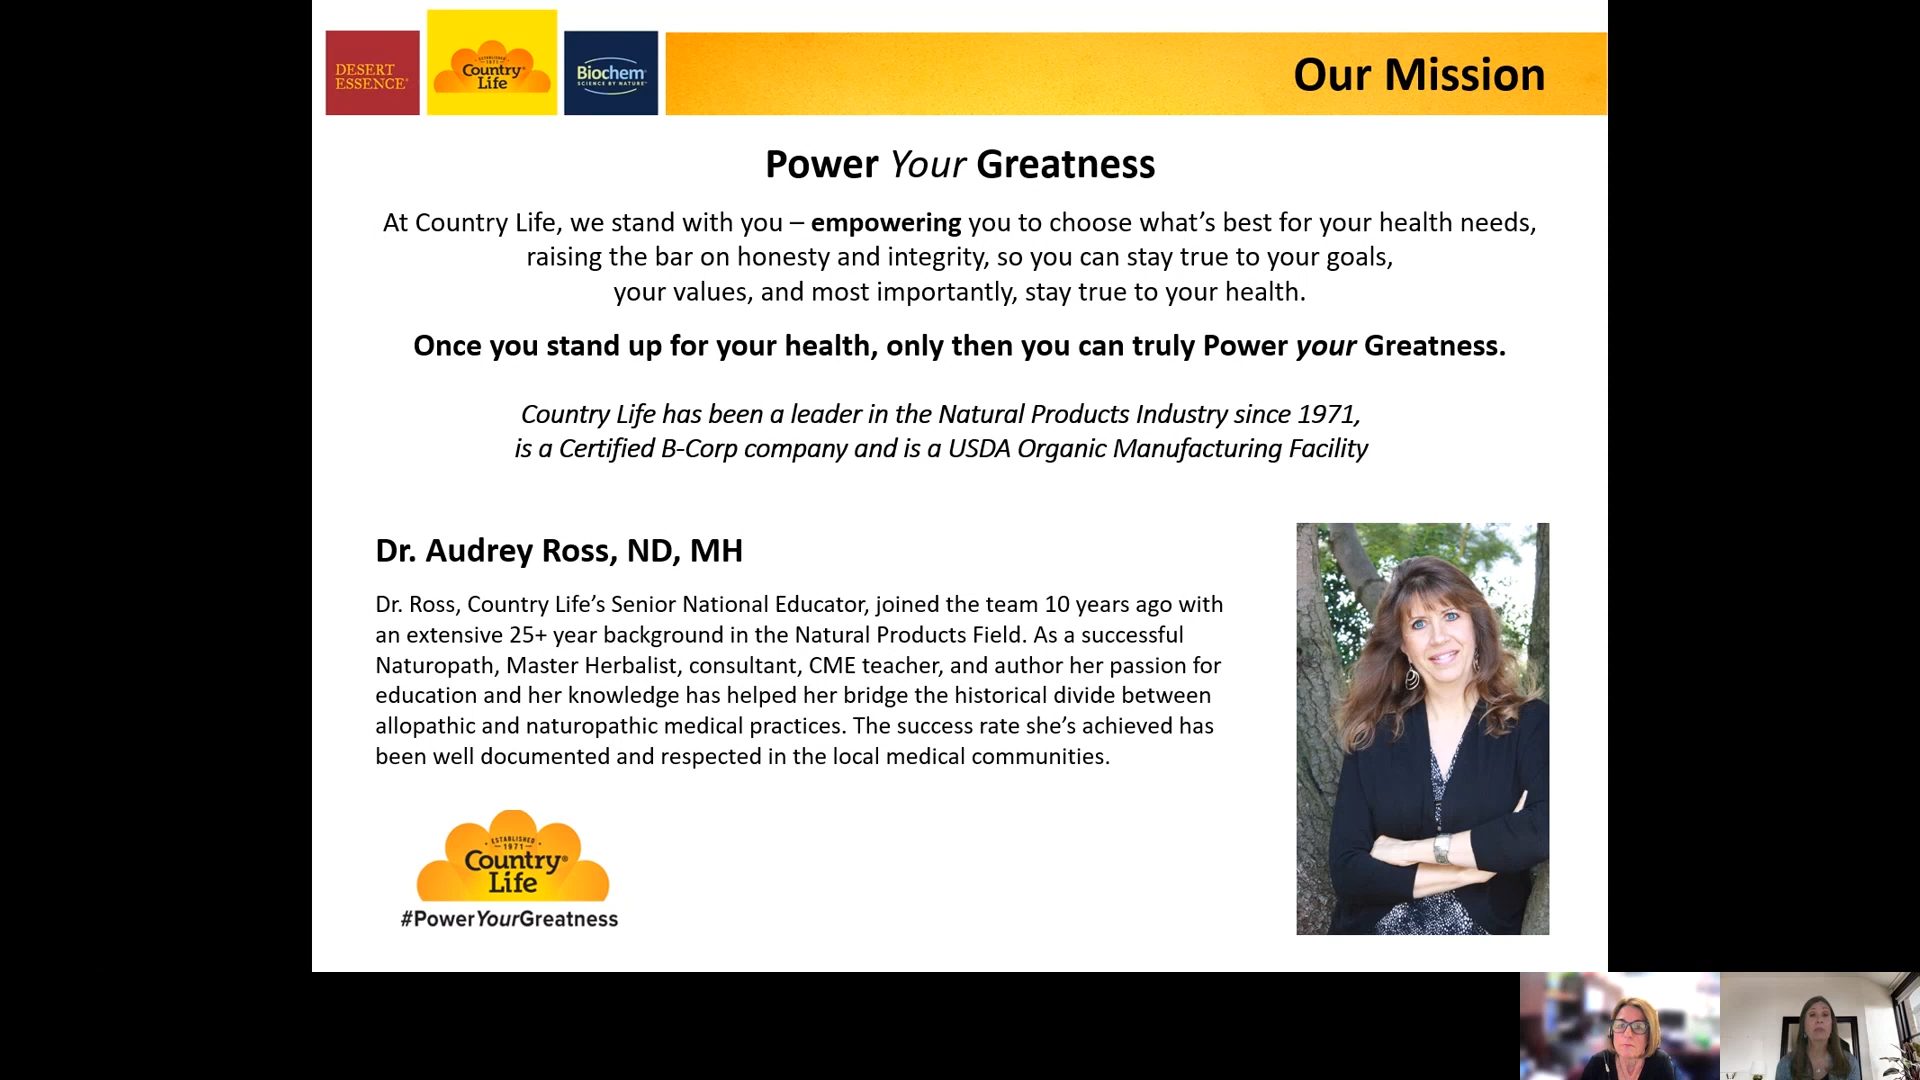 DESERT
ESSENCE®
ESTABLISHED
1971
Country®
Life
Biochem®
SCIENCE BY NATURE™
Our Mission
Power Your Greatness
At Country Life, we stand with you – empowering you to choose what’s best for your health needs,
raising the bar on honesty and integrity, so you can stay true to your goals,
your values, and most importantly, stay true to your health.
Once you stand up for your health, only then you can truly Power your Greatness.
Country Life has been a leader in the Natural Products Industry since 1971,
is a Certified B-Corp company and is a USDA Organic Manufacturing Facility
Dr. Audrey Ross, ND, MH
Dr. Ross, Country Life’s Senior National Educator, joined the team 10 years ago with
an extensive 25+ year background in the Natural Products Field. As a successful
Naturopath, Master Herbalist, consultant, CME teacher, and author her passion for
education and her knowledge has helped her bridge the historical divide between
allopathic and naturopathic medical practices. The success rate she’s achieved has
been well documented and respected in the local medical communities.
ESTABLISHED
1971
Country®
Life
#PowerYourGreatness